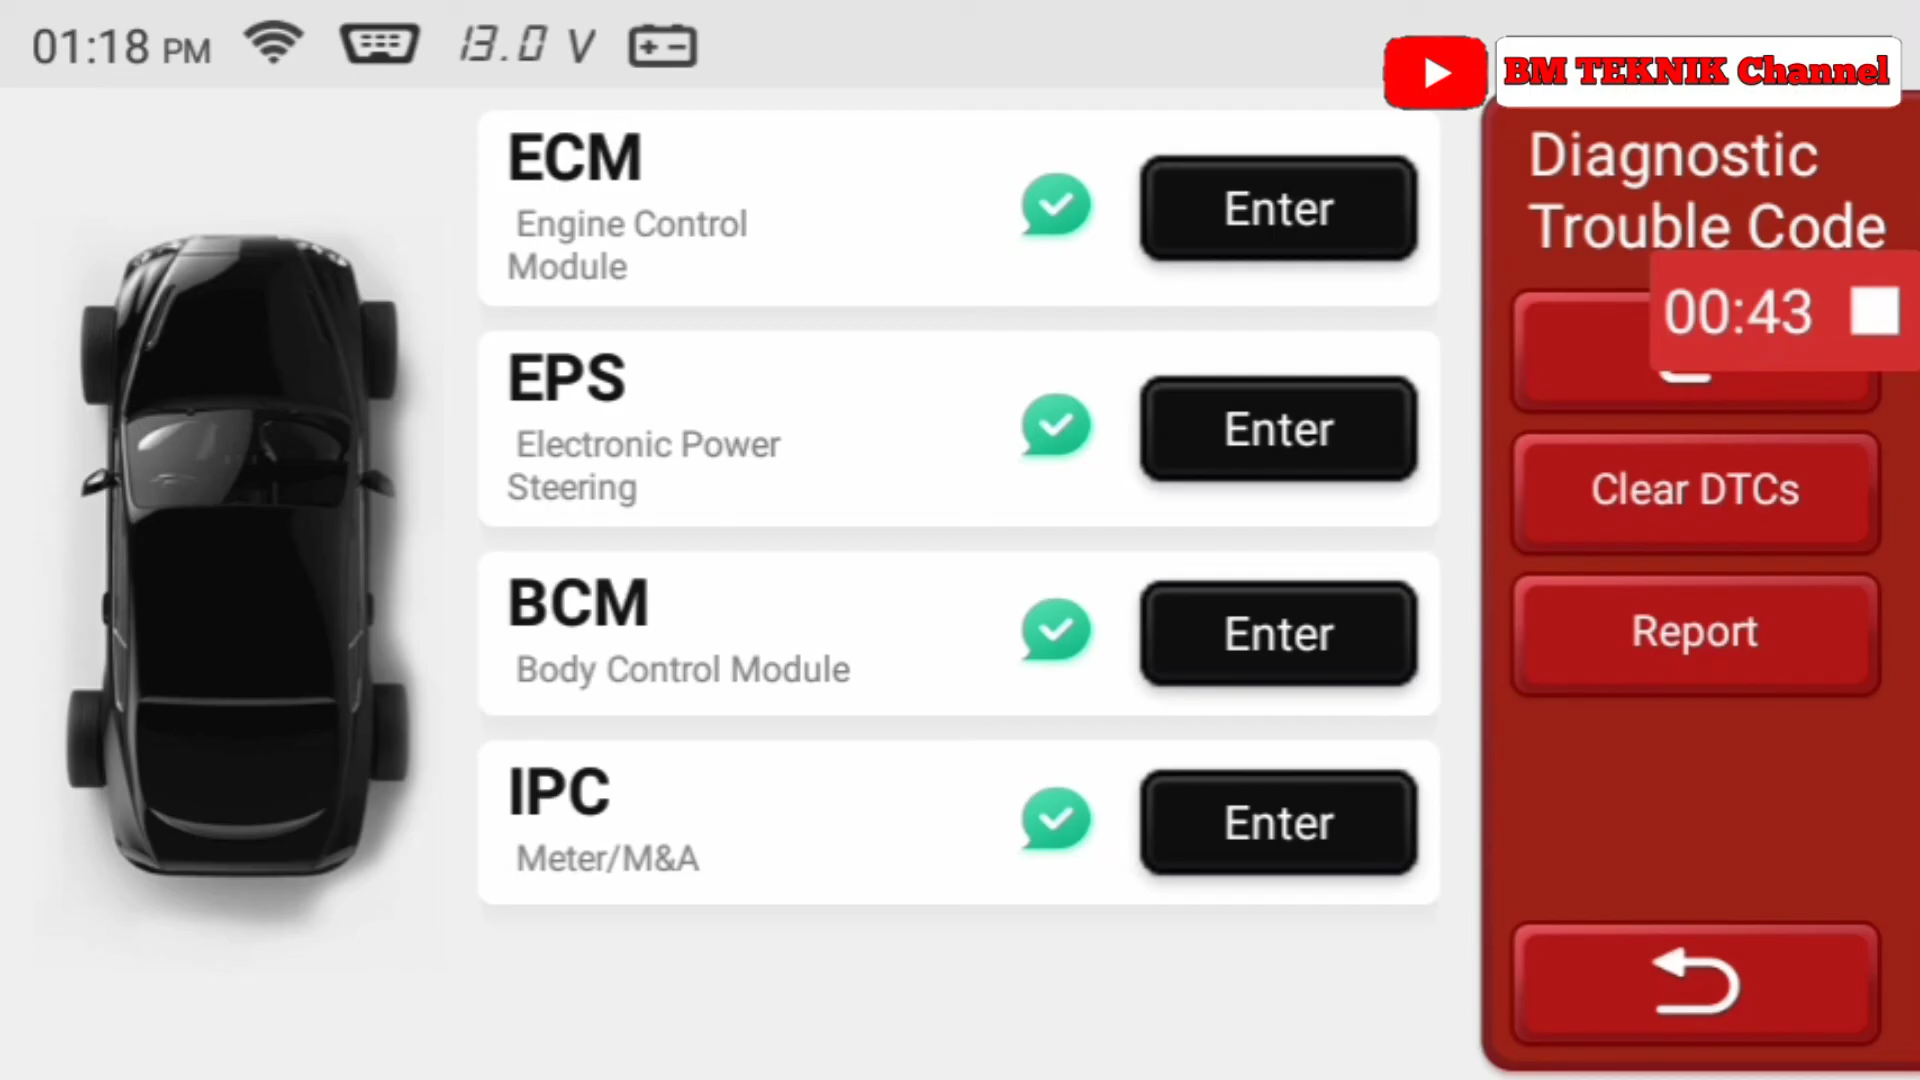 01:18 PM 13.0 V
BM TEKNIK Channel
ECM
Engine Control
Module
Enter
EPS
Electronic Power
Steering
Enter
BCM
Body Control Module
Enter
IPC
Meter/M&A
Enter
Diagnostic
Trouble Code
00:43
Clear DTCs
Report